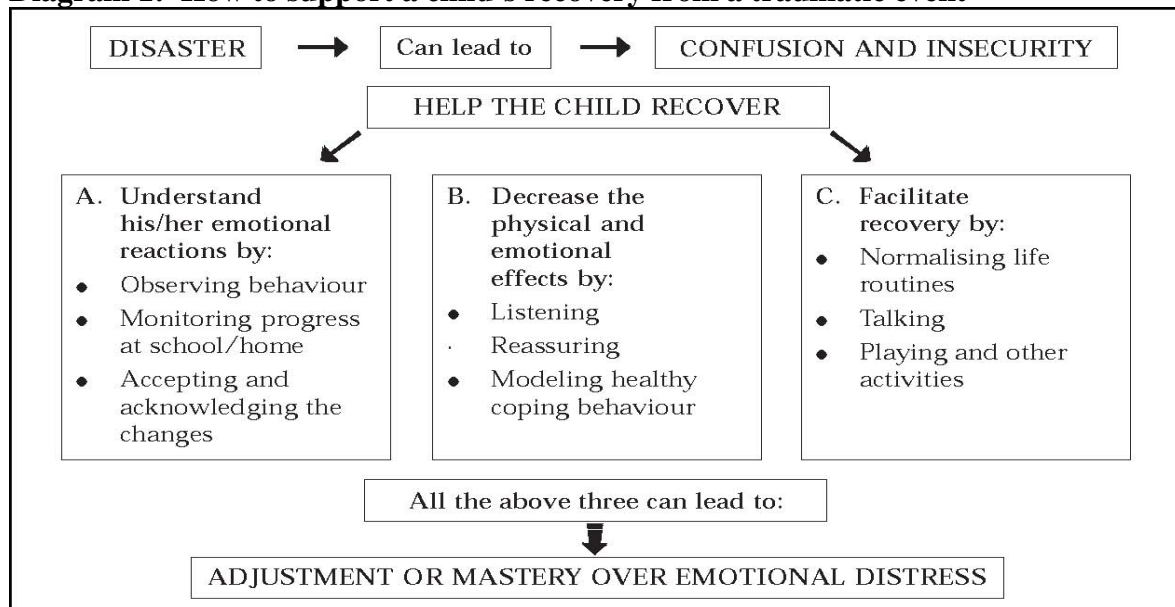 DISASTER Can lead to CONFUSION AND INSECURITY
HELP THE CHILD RECOVER
A. Understand
his/her emotional
reactions by:
● Observing behaviour
● Monitoring progress
at school/home
● Accepting and
acknowledging the
changes
B. Decrease the
physical and
emotional
effects by:
● Listening
· Reassuring
● Modeling healthy
coping behaviour
C. Facilitate
recovery by:
● Normalising life
routines
● Talking
● Playing and other
activities
All the above three can lead to:
ADJUSTMENT OR MASTERY OVER EMOTIONAL DISTRESS